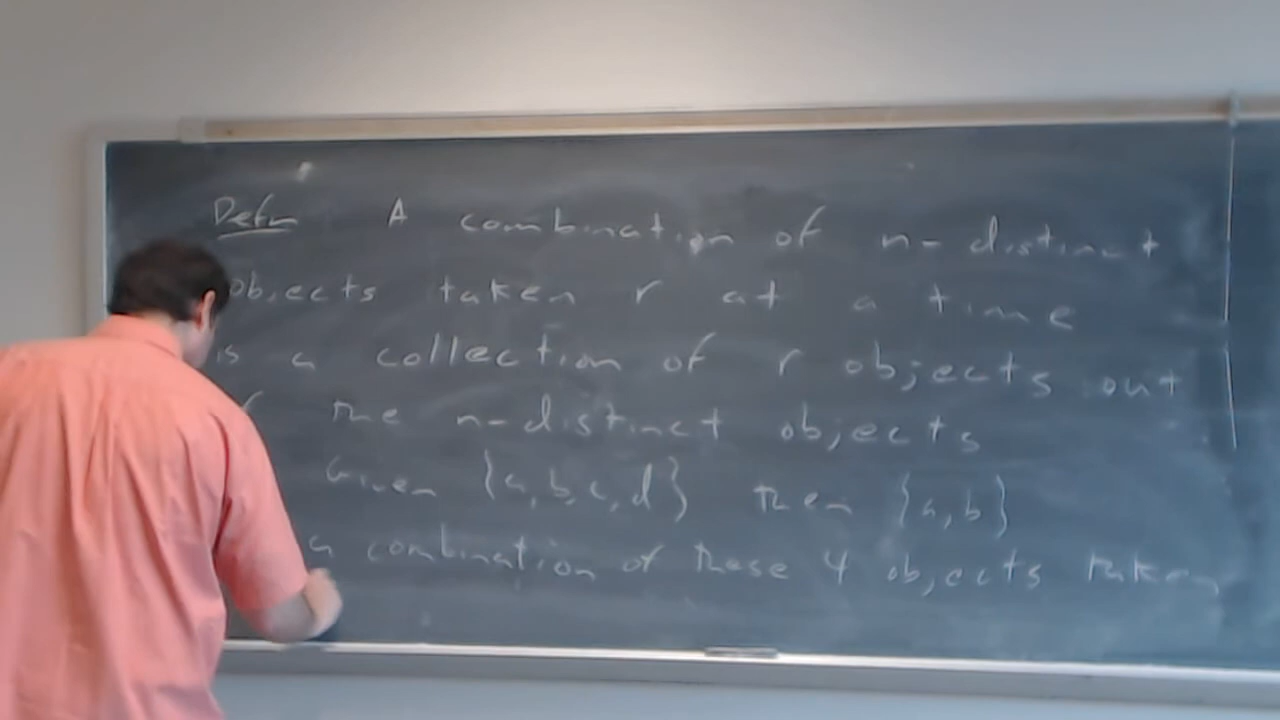 Defn A combination of n-distinct
objects taken r at a time
is a collection of r objects out
the n-distinct objects
Given {a,b,c,d} then {a,b}
a combination of these 4 objects taken